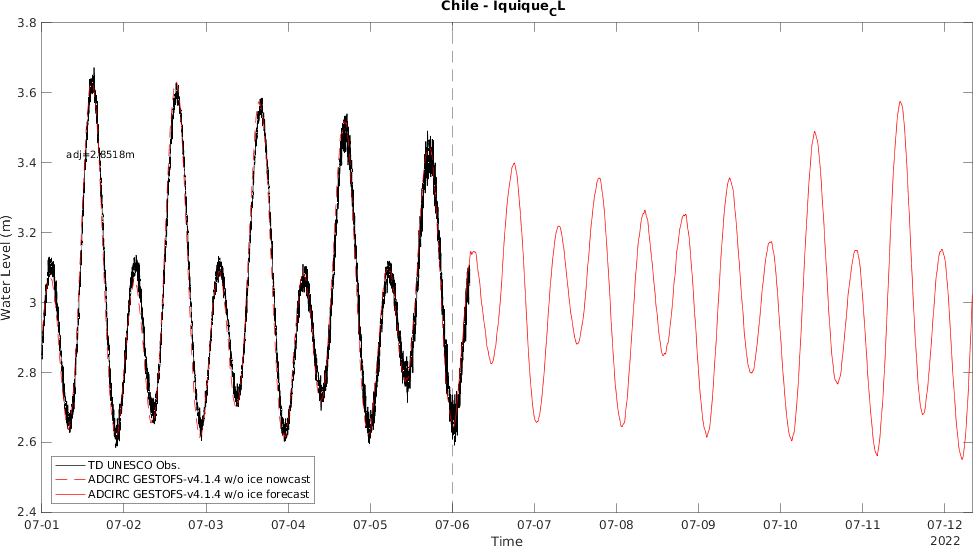 Chile - Iquique_CL
3.8
3.6
3.4
3.2
3
2.8
2.6
2.4
Water Level (m)
adj=2.8518m
TD UNESCO Obs.
ADCIRC GESTOFS-v4.1.4 w/o ice nowcast
ADCIRC GESTOFS-v4.1.4 w/o ice forecast
07-01 07-02 07-03 07-04 07-05 07-06 07-07 07-08 07-09 07-10 07-11 07-12
Time
2022